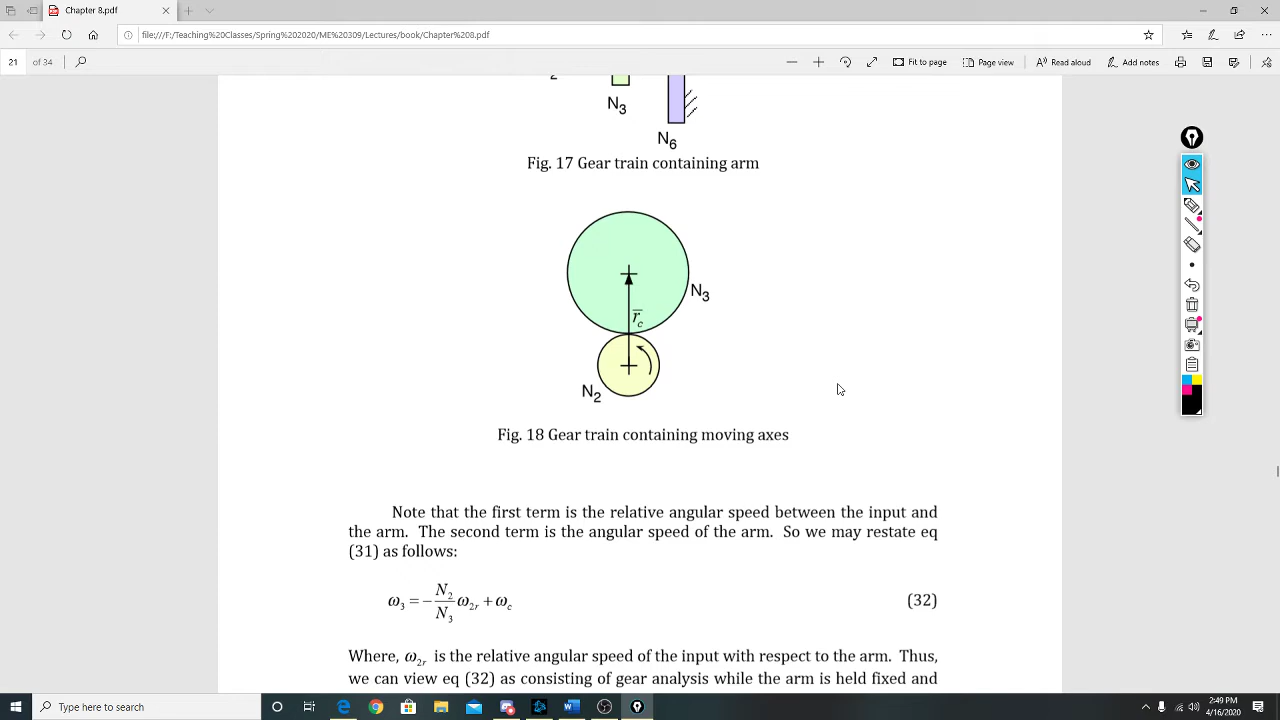 Chapter 8.pdf
file:///F:/Teaching%20Classes/Spring%202020/ME%20309/Lectures/book/Chapter%208.pdf
21 of 34
Fit to page
Page view
Read aloud
Add notes
2
N3
N6
Fig. 17 Gear train containing arm
N3
r̅c
N2
Fig. 18 Gear train containing moving axes
Note that the first term is the relative angular speed between the input and
the arm. The second term is the angular speed of the arm. So we may restate eq
(31) as follows:
ω3 = − N2/N3 ω2r + ωc (32)
Where, ω2r is the relative angular speed of the input with respect to the arm. Thus,
we can view eq (32) as consisting of gear analysis while the arm is held fixed and
Type here to search
2:49 PM
4/16/2020